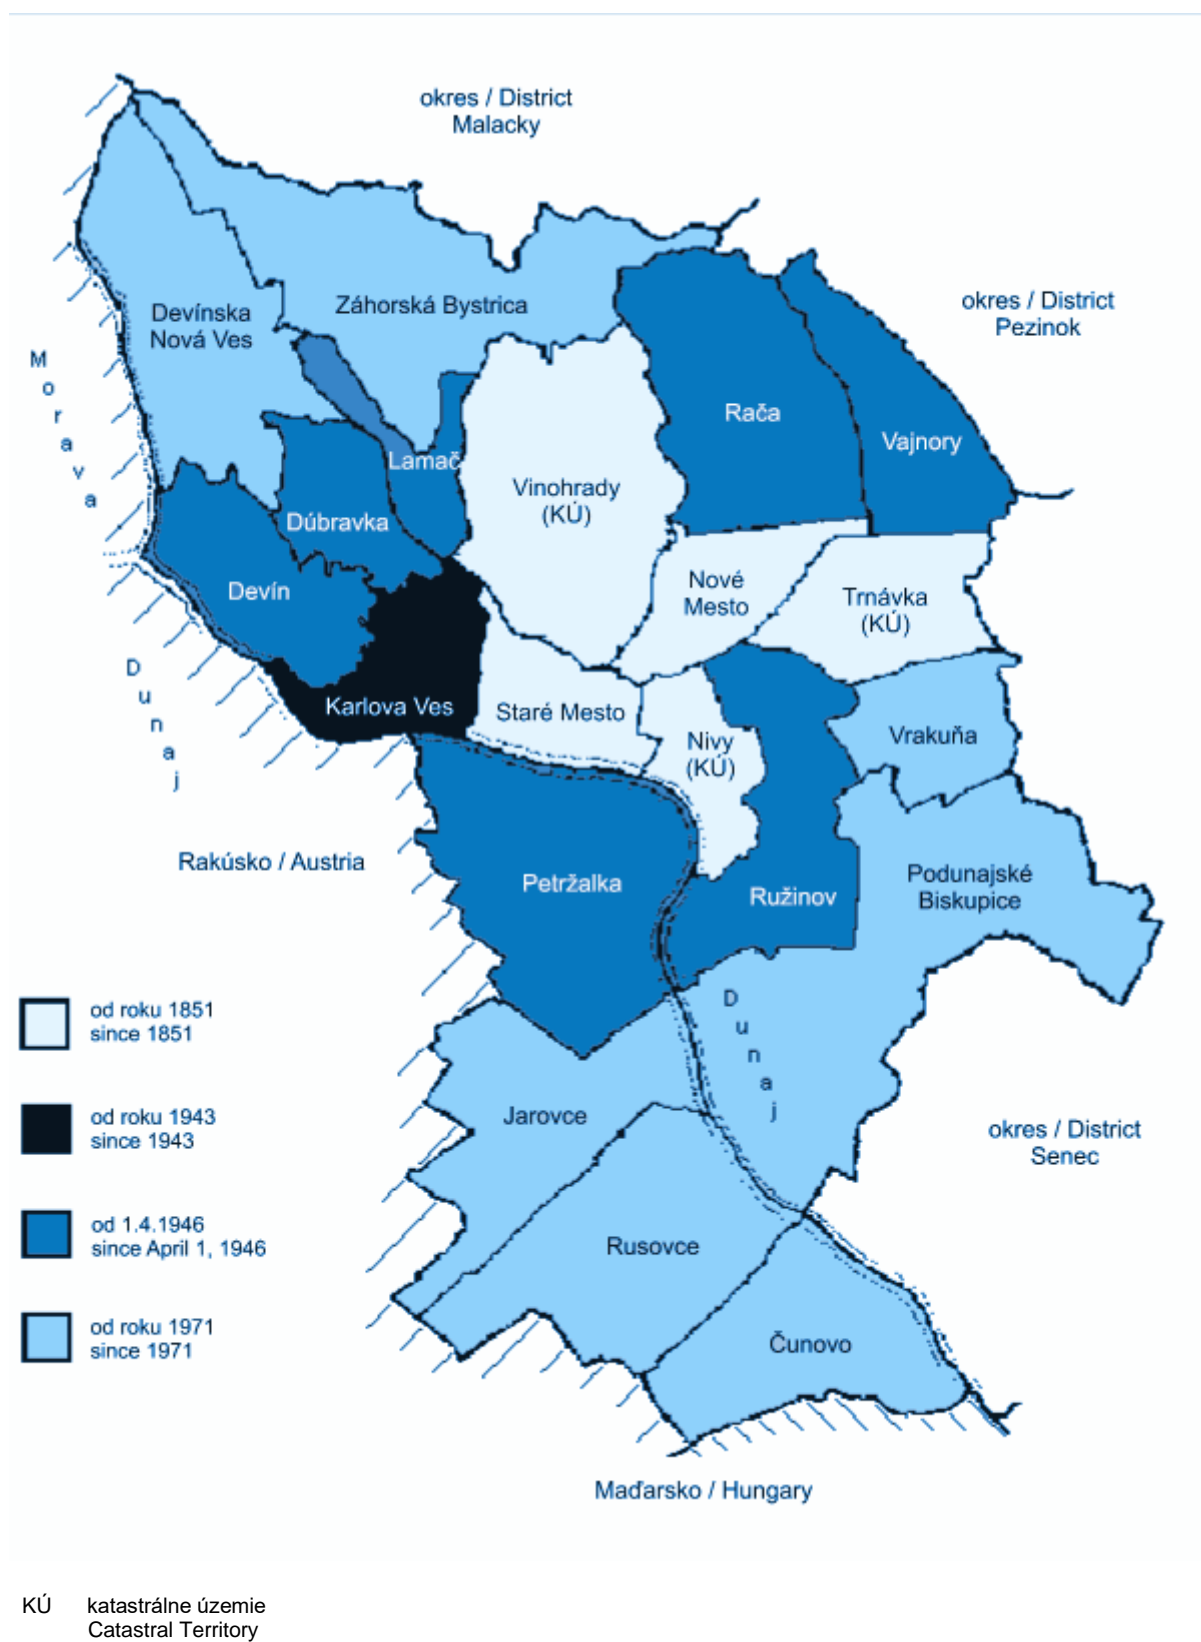 okres / District
Malacky
okres / District
Pezinok
Devínska
Nová Ves
Záhorská Bystrica
Morava
Rača
Vajnory
Lamač
Vinohrady
(KÚ)
Dúbravka
Devín
Nové
Mesto
Trnávka
(KÚ)
Dunaj
Karlova Ves
Staré Mesto
Nivy
(KÚ)
Vrakuňa
Rakúsko / Austria
Petržalka
Ružinov
Podunajské
Biskupice
Dunaj
od roku 1851
since 1851
od roku 1943
since 1943
od 1.4.1946
since April 1, 1946
od roku 1971
since 1971
Jarovce
okres / District
Senec
Rusovce
Čunovo
Maďarsko / Hungary
KÚ katastrálne územie
Catastral Territory